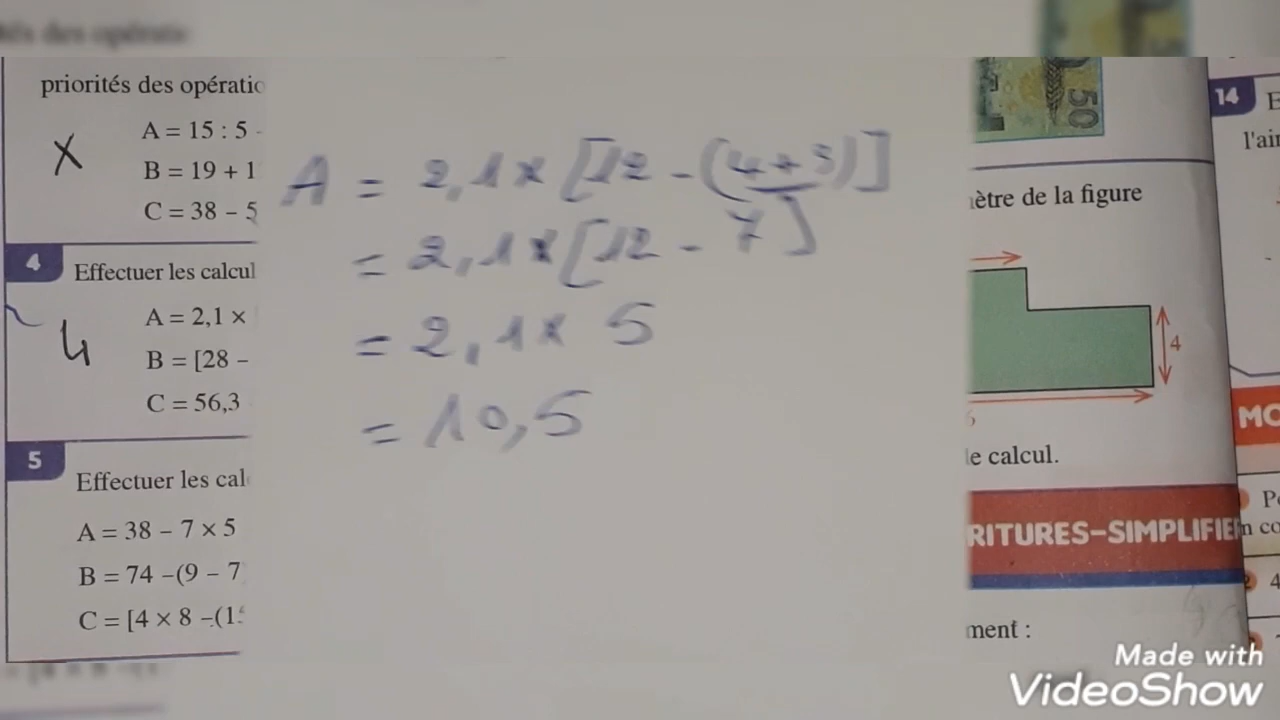 priorités des opératio
A = 15 : 5 -
B = 19 + 1
C = 38 – 5
X
4
Effectuer les calcul
A = 2,1 ×
B = [28 –
C = 56,3
4
5
Effectuer les cal
A = 38 – 7 × 5
B = 74 –(9 – 7
C = [4 × 8 –(1
A = 2,1 × [12 - (4 + 3)]
= 2,1 × [12 - 7]
= 2,1 × 5
= 10,5
50
ètre de la figure
4
le calcul.
RITURES–SIMPLIFIE
ment :
14
E
l'air
MO
P
n co
4
Made with
VideoShow